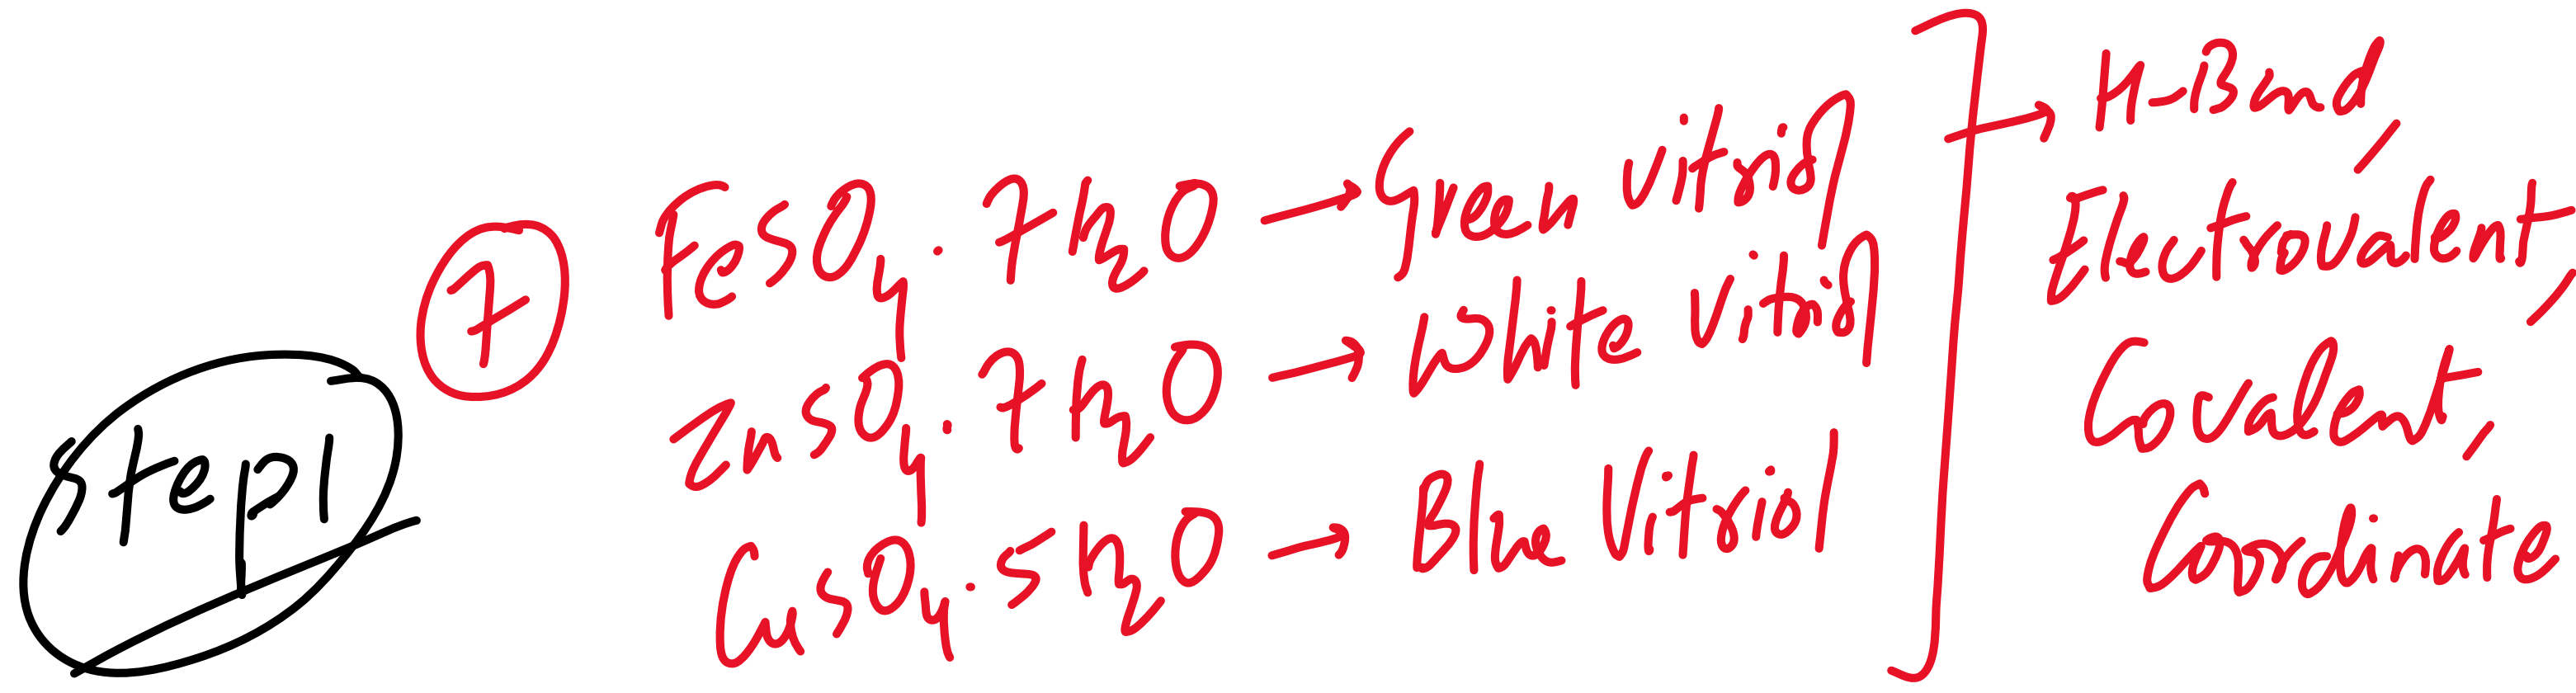 7
FeSO4.7H2O → Green Vitriol
ZnSO4.7H2O → White Vitriol
CuSO4.5H2O → Blue Vitriol
→ H-Bond,
Electrovalent,
Covalent,
Coordinate
Step1